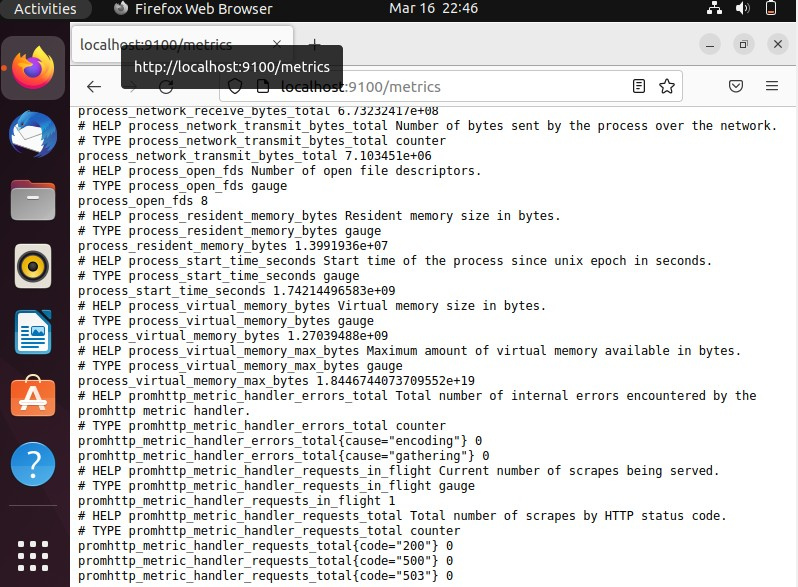 Activities
Firefox Web Browser
Mar 16 22:46
localhost:9100/metrics
http://localhost:9100/metrics
localhost:9100/metrics
process_network_receive_bytes_total 6.73232417e+08
# HELP process_network_transmit_bytes_total Number of bytes sent by the process over the network.
# TYPE process_network_transmit_bytes_total counter
process_network_transmit_bytes_total 7.103451e+06
# HELP process_open_fds Number of open file descriptors.
# TYPE process_open_fds gauge
process_open_fds 8
# HELP process_resident_memory_bytes Resident memory size in bytes.
# TYPE process_resident_memory_bytes gauge
process_resident_memory_bytes 1.3991936e+07
# HELP process_start_time_seconds Start time of the process since unix epoch in seconds.
# TYPE process_start_time_seconds gauge
process_start_time_seconds 1.74214496583e+09
# HELP process_virtual_memory_bytes Virtual memory size in bytes.
# TYPE process_virtual_memory_bytes gauge
process_virtual_memory_bytes 1.27039488e+09
# HELP process_virtual_memory_max_bytes Maximum amount of virtual memory available in bytes.
# TYPE process_virtual_memory_max_bytes gauge
process_virtual_memory_max_bytes 1.8446744073709552e+19
# HELP promhttp_metric_handler_errors_total Total number of internal errors encountered by the
promhttp metric handler.
# TYPE promhttp_metric_handler_errors_total counter
promhttp_metric_handler_errors_total{cause="encoding"} 0
promhttp_metric_handler_errors_total{cause="gathering"} 0
# HELP promhttp_metric_handler_requests_in_flight Current number of scrapes being served.
# TYPE promhttp_metric_handler_requests_in_flight gauge
promhttp_metric_handler_requests_in_flight 1
# HELP promhttp_metric_handler_requests_total Total number of scrapes by HTTP status code.
# TYPE promhttp_metric_handler_requests_total counter
promhttp_metric_handler_requests_total{code="200"} 0
promhttp_metric_handler_requests_total{code="500"} 0
promhttp_metric_handler_requests_total{code="503"} 0